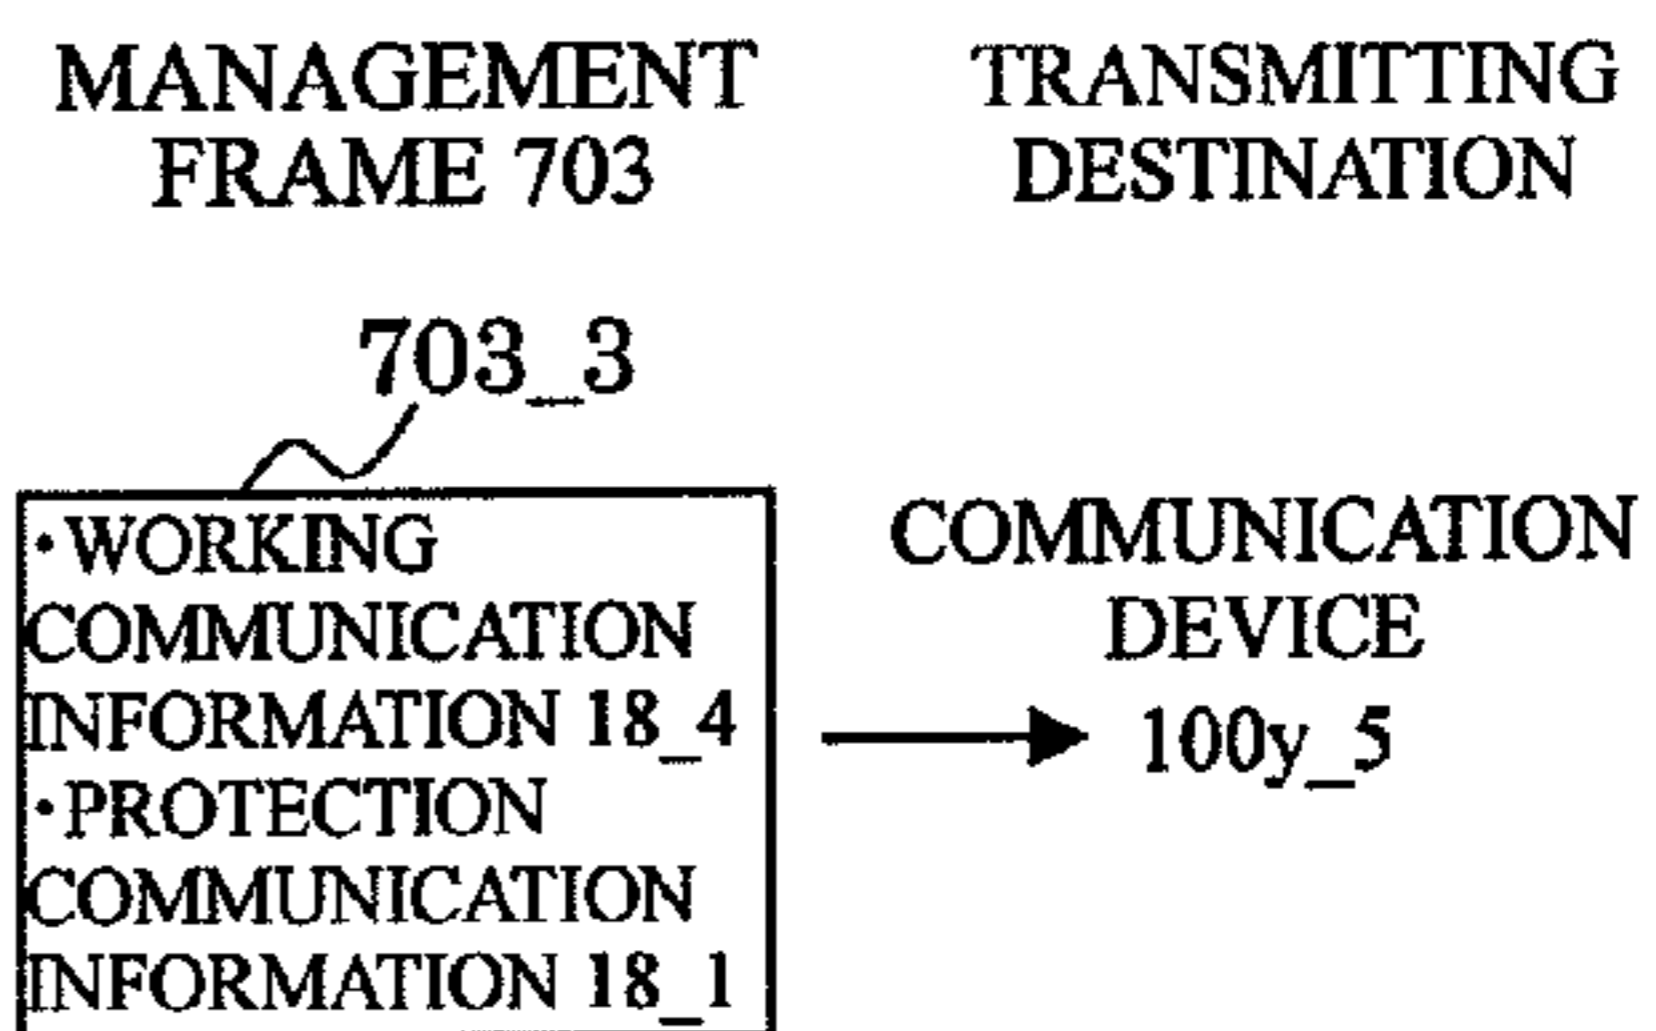 MANAGEMENT
FRAME 703
TRANSMITTING
DESTINATION
703_3
·WORKING
COMMUNICATION
INFORMATION 18_4
·PROTECTION
COMMUNICATION
INFORMATION 18_1
COMMUNICATION
DEVICE
100y_5